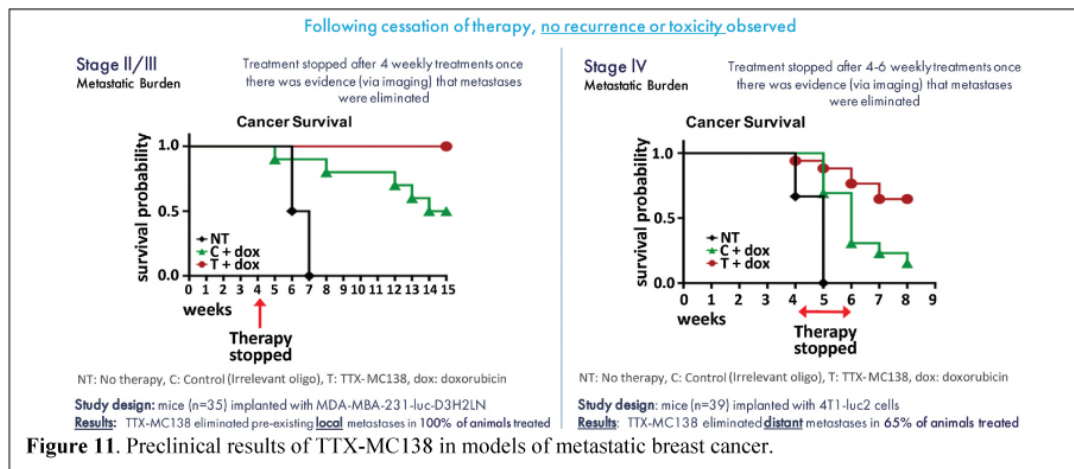 Following cessation of therapy, no recurrence or toxicity observed
Stage II/III
Metastatic Burden
Treatment stopped after 4 weekly treatments once
there was evidence (via imaging) that metastases
were eliminated
Cancer Survival
survival probability
1.0
0.5
0.0
NT
C + dox
T + dox
0 1 2 3 4 5 6 7 8 9 10 11 12 13 14 15
weeks
Therapy
stopped
NT: No therapy, C: Control (Irrelevant oligo), T: TTX-MC138, dox: doxorubicin
Study design: mice (n=35) implanted with MDA-MBA-231-luc-D3H2LN
Results: TTX-MC138 eliminated pre-existing local metastases in 100% of animals treated
Stage IV
Metastatic Burden
Treatment stopped after 4-6 weekly treatments once
there was evidence (via imaging) that metastases
were eliminated
Cancer Survival
survival probability
1.0
0.5
0.0
NT
C + dox
T + dox
0 1 2 3 4 5 6 7 8 9
weeks
Therapy
stopped
NT: No therapy, C: Control (Irrelevant oligo), T: TTX-MC138, dox: doxorubicin
Study design: mice (n=39) implanted with 4T1-luc2 cells
Results: TTX-MC138 eliminated distant metastases in 65% of animals treated
Figure 11. Preclinical results of TTX-MC138 in models of metastatic breast cancer.